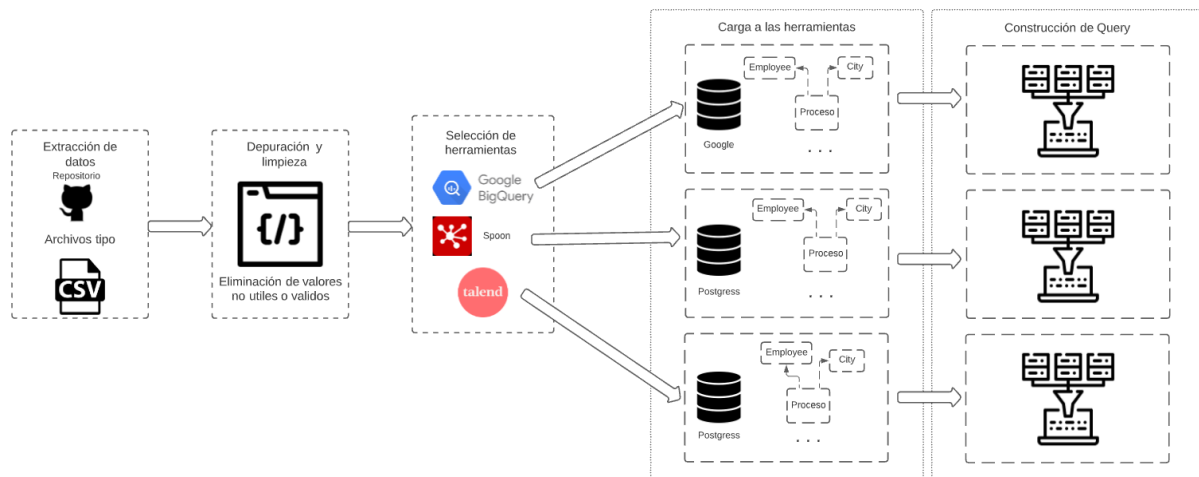 Extracción de
datos
Repositorio
Archivos tipo
CSV
Depuración y
limpieza
{/}
Eliminación de valores
no utiles o validos
Selección de
herramientas
Google
BigQuery
Spoon
talend
Carga a las herramientas
Employee
City
Proceso
Google
. . .
Employee
City
Proceso
Postgress
. . .
Employee
City
Proceso
Postgress
. . .
Construcción de Query